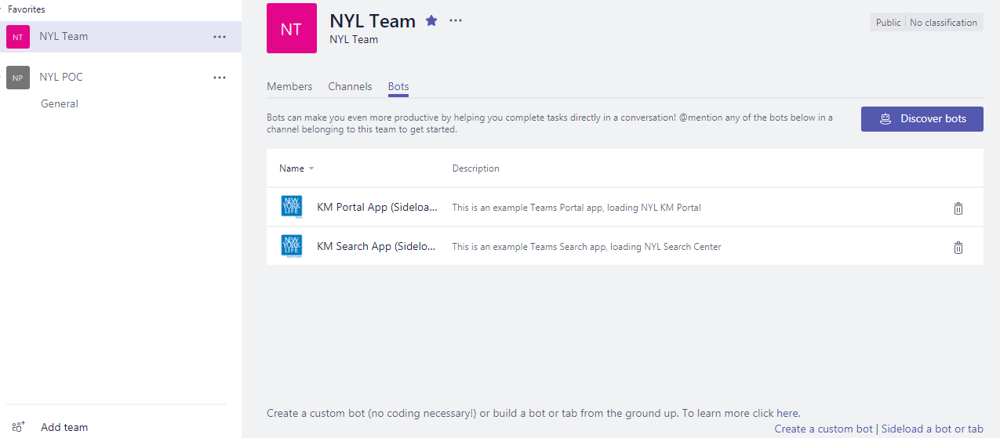 Favorites
NT
NYL Team
NP
NYL POC
General
Add team
NT
NYL Team
NYL Team
Public
No classification
Members
Channels
Bots
Bots can make you even more productive by helping you complete tasks directly in a conversation! @mention any of the bots below in a
channel belonging to this team to get started.
Discover bots
Name
Description
NEW
YORK
LIFE
KM Portal App (Sideloa...
This is an example Teams Portal app, loading NYL KM Portal
NEW
YORK
LIFE
KM Search App (Sidelo...
This is an example Teams Search app, loading NYL Search Center
Create a custom bot (no coding necessary!) or build a bot or tab from the ground up. To learn more click here.
Create a custom bot | Sideload a bot or tab